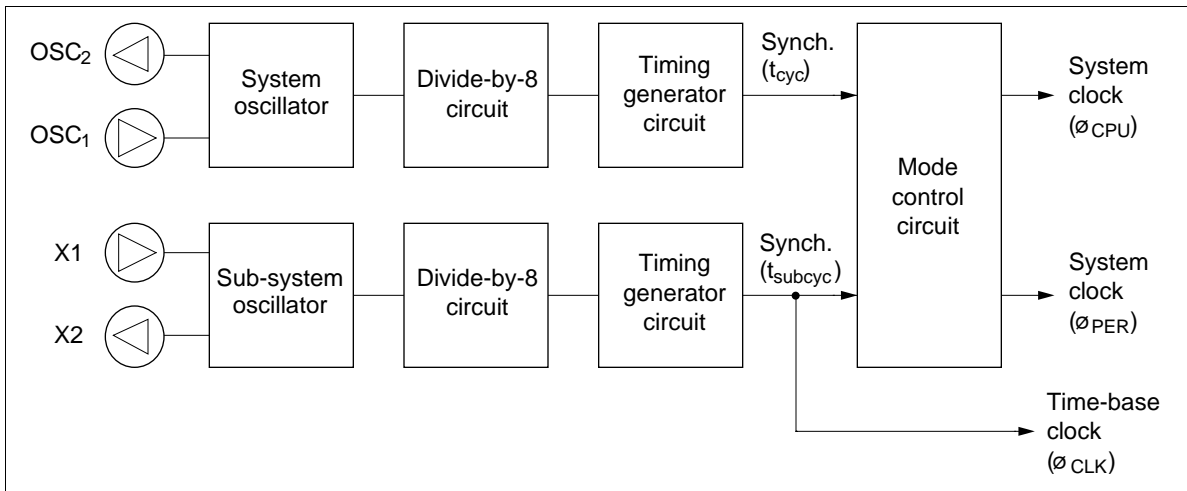 OSC2
OSC1
System
oscillator
Divide-by-8
circuit
Timing
generator
circuit
Synch.
(tcyc)
System
clock
(øCPU)
Mode
control
circuit
X1
X2
Sub-system
oscillator
Divide-by-8
circuit
Timing
generator
circuit
Synch.
(tsubcyc)
System
clock
(øPER)
Time-base
clock
(øCLK)